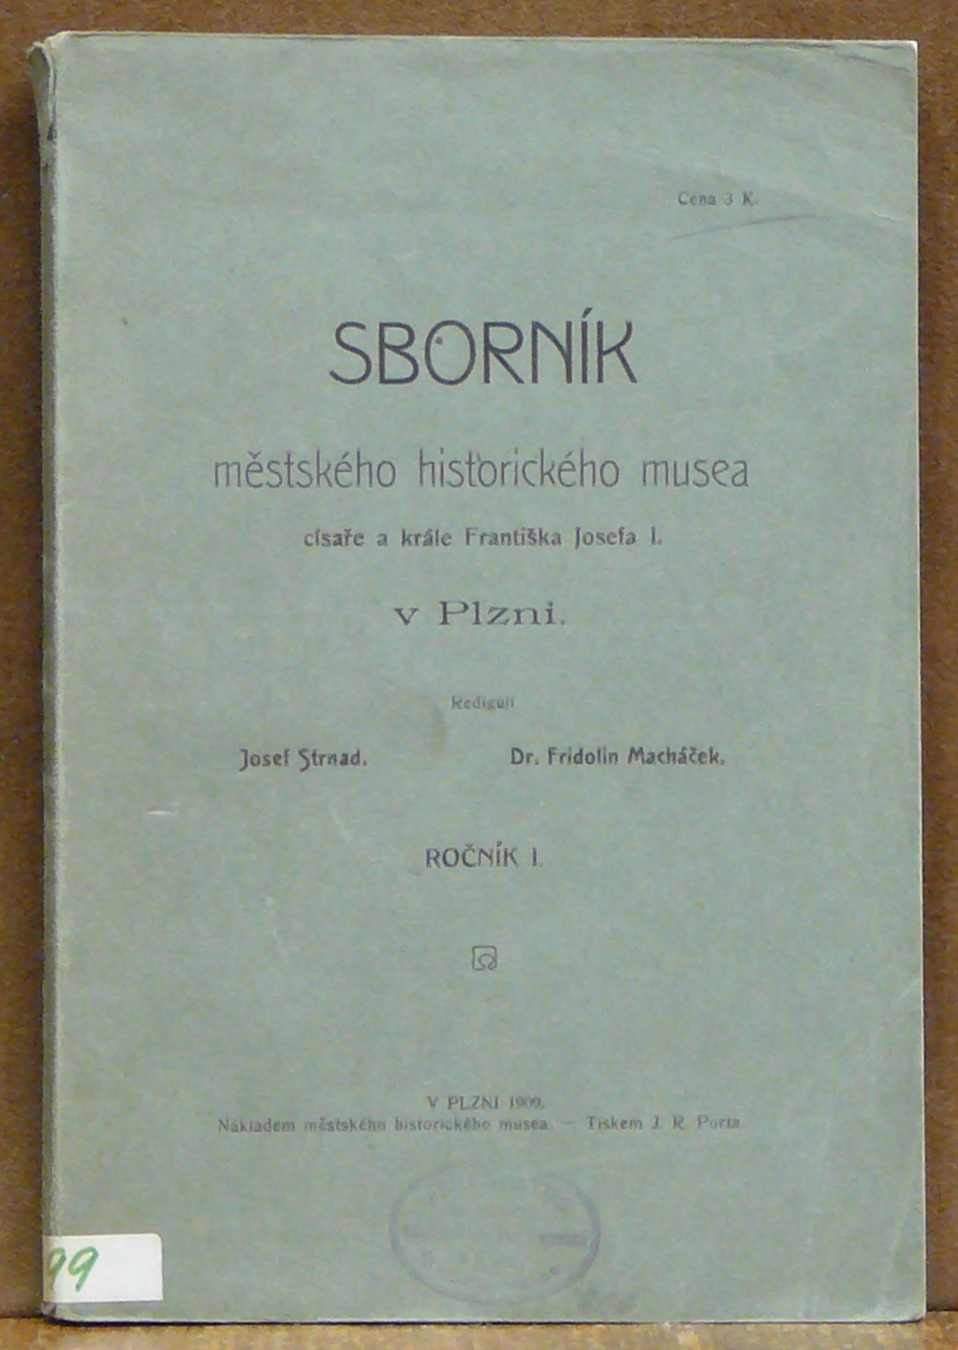 Cena 3 K.
SBORNÍK
městského historického musea
císaře a krále Františka Josefa I.
v Plzni.
Redigují
Josef Strnad. Dr. Fridolin Macháček.
ROČNÍK I.
V PLZNI 1909.
Nákladem městského historického musea. — Tiskem J. R. Porta
99